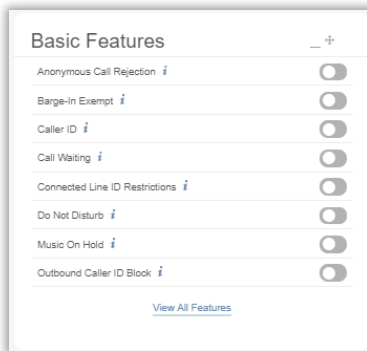 Basic Features
Anonymous Call Rejection i
Barge-In Exempt i
Caller ID i
Call Waiting i
Connected Line ID Restrictions i
Do Not Disturb i
Music On Hold i
Outbound Caller ID Block i
View All Features